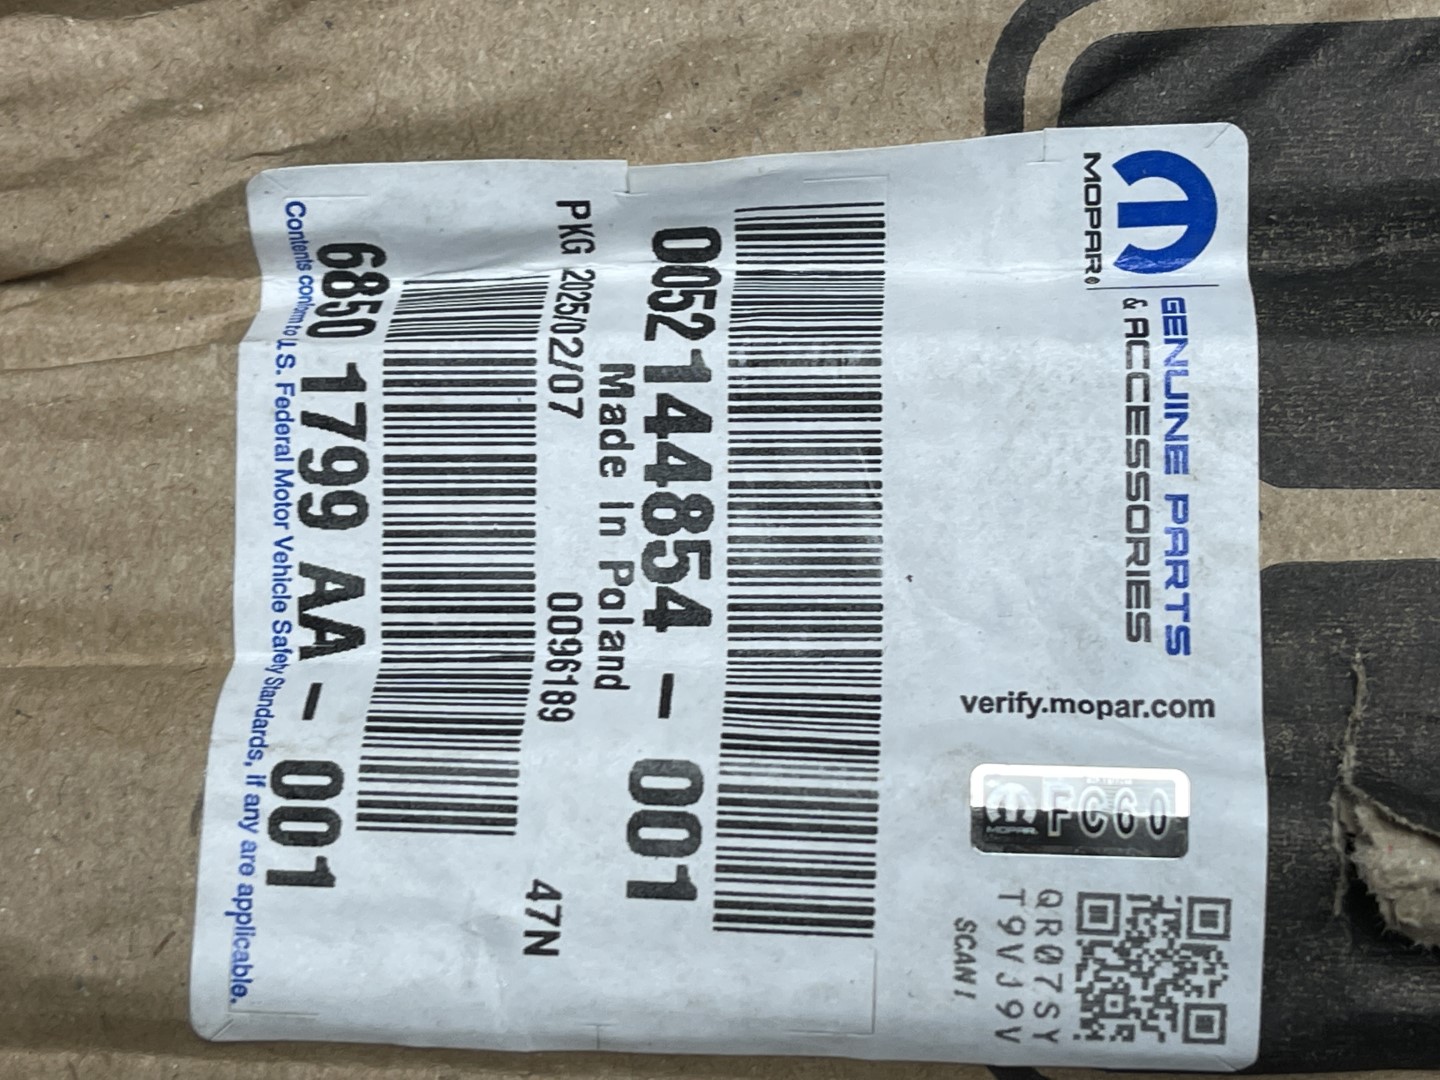 MOPAR®
GENUINE PARTS
& ACCESSORIES
verify.mopar.com
MOPAR
FC60
QR07SY
T9VJ9V
SCAN!
0052144854 - 001
Made in Poland
PKG 2025/02/07 0096189 47N
6850 1799 AA - 001
Contents conform to U.S. Federal Motor Vehicle Safety Standards, if any are applicable.